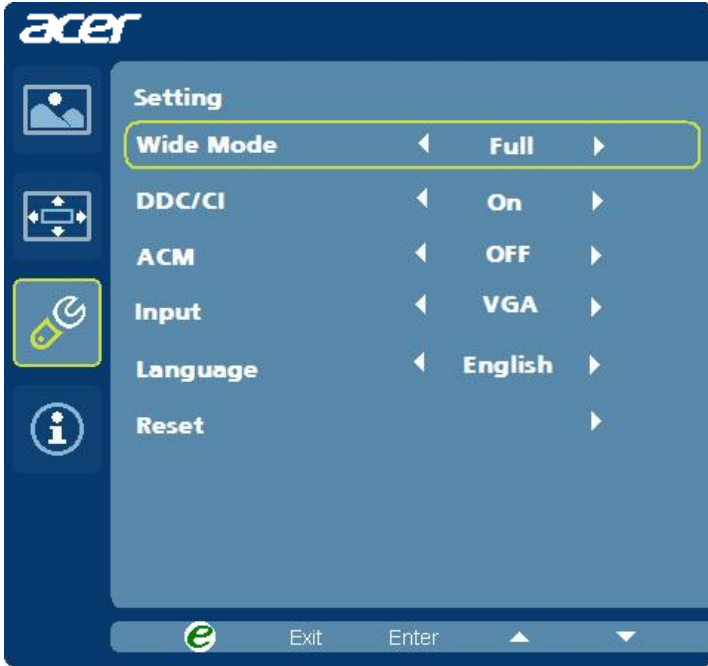 acer
Setting
Wide Mode Full
DDC/CI On
ACM OFF
Input VGA
Language English
Reset
e Exit Enter